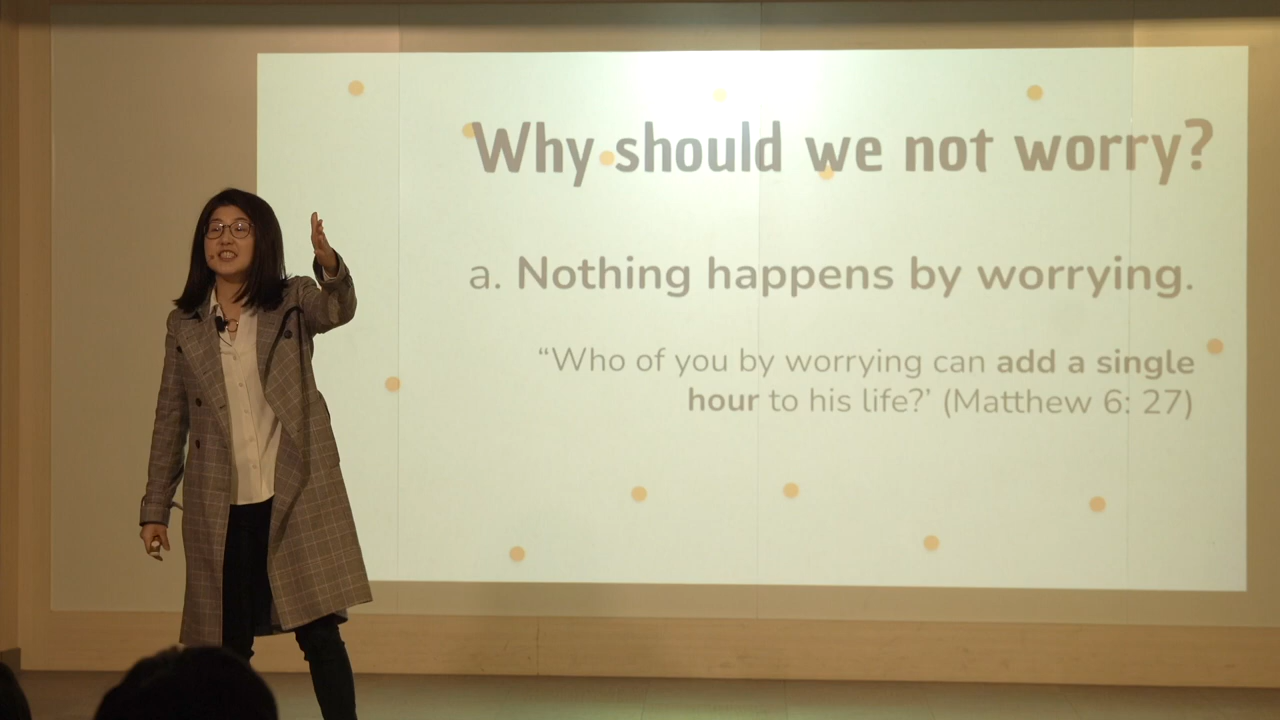 Why should we not worry?
a. Nothing happens by worrying.
“Who of you by worrying can add a single
hour to his life?’ (Matthew 6: 27)